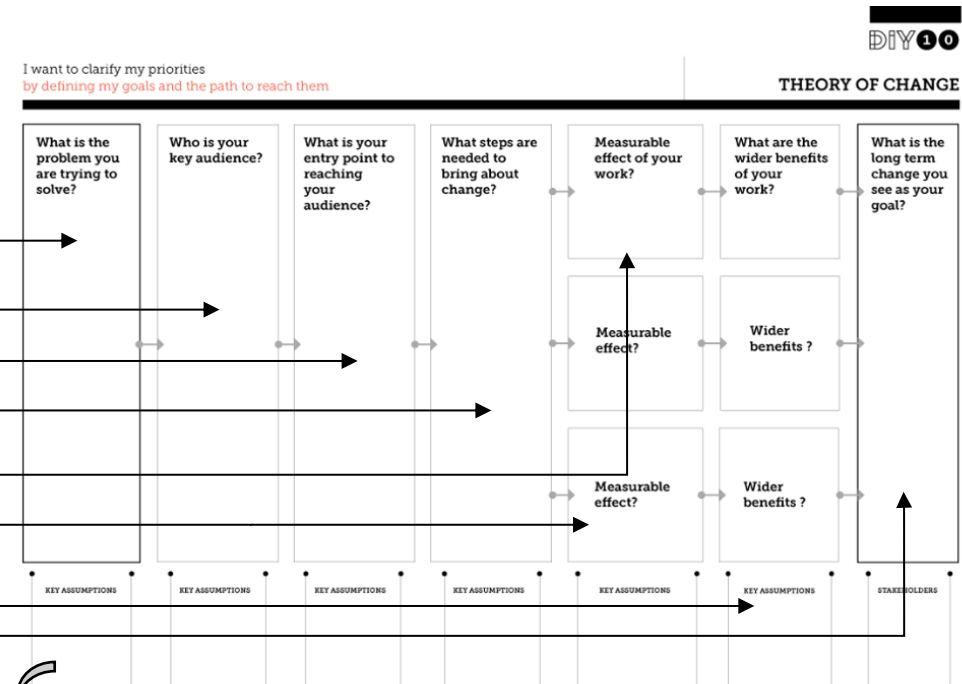 DIY10
I want to clarify my priorities
by defining my goals and the path to reach them
THEORY OF CHANGE
What is the
problem you
are trying to
solve?
Who is your
key audience?
What is your
entry point to
reaching
your
audience?
What steps are
needed to
bring about
change?
Measurable
effect of your
work?
What are the
wider benefits
of your
work?
What is the
long term
change you
see as your
goal?
Measurable
effect?
Wider
benefits ?
Measurable
effect?
Wider
benefits ?
KEY ASSUMPTIONS
KEY ASSUMPTIONS
KEY ASSUMPTIONS
KEY ASSUMPTIONS
KEY ASSUMPTIONS
KEY ASSUMPTIONS
STAKEHOLDERS